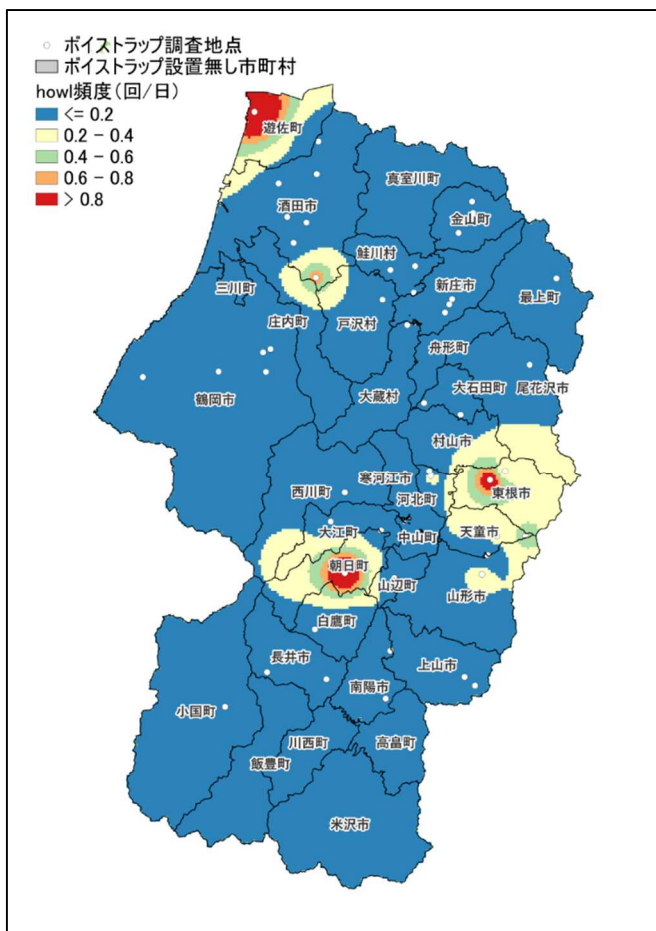 ボイストラップ調査地点
ボイストラップ設置無し市町村
howl頻度(回/日)
<= 0.2
0.2 - 0.4
0.4 - 0.6
0.6 - 0.8
> 0.8
遊佐町
真室川町
酒田市
金山町
鮭川村
新庄市
三川町
最上町
庄内町
戸沢村
舟形町
大蔵村
大石田町
尾花沢市
鶴岡市
村山市
寒河江市
西川町
河北町
東根市
大江町
中山町
天童市
朝日町
山辺町
山形市
白鷹町
長井市
上山市
南陽市
小国町
川西町
高畠町
飯豊町
米沢市